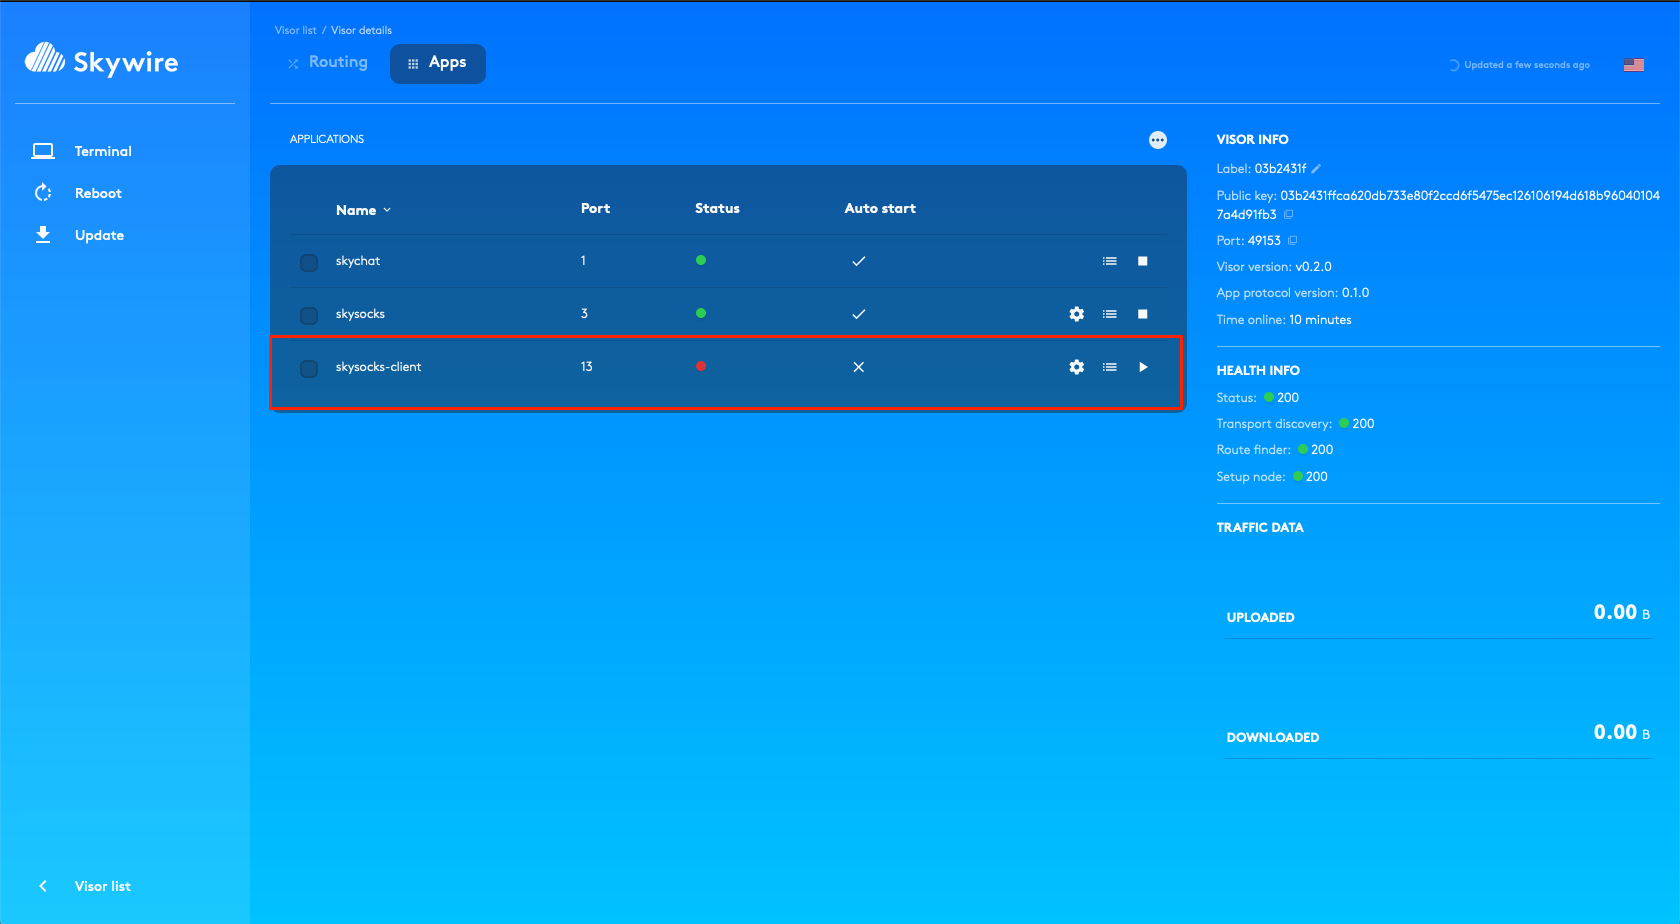 Visor list / Visor details
Skywire
Routing
Apps
Updated a few seconds ago
Terminal
Reboot
Update
Visor list
APPLICATIONS
Name Port Status Auto start
skychat 1
skysocks 3
skysocks-client 13
VISOR INFO
Label: 03b2431f
Public key: 03b2431ffca620db733e80f2ccd6f5475ec126106194d618b96040104
7a4d91fb3
Port: 49153
Visor version: v0.2.0
App protocol version: 0.1.0
Time online: 10 minutes
HEALTH INFO
Status: 200
Transport discovery: 200
Route finder: 200
Setup node: 200
TRAFFIC DATA
UPLOADED 0.00 B
DOWNLOADED 0.00 B